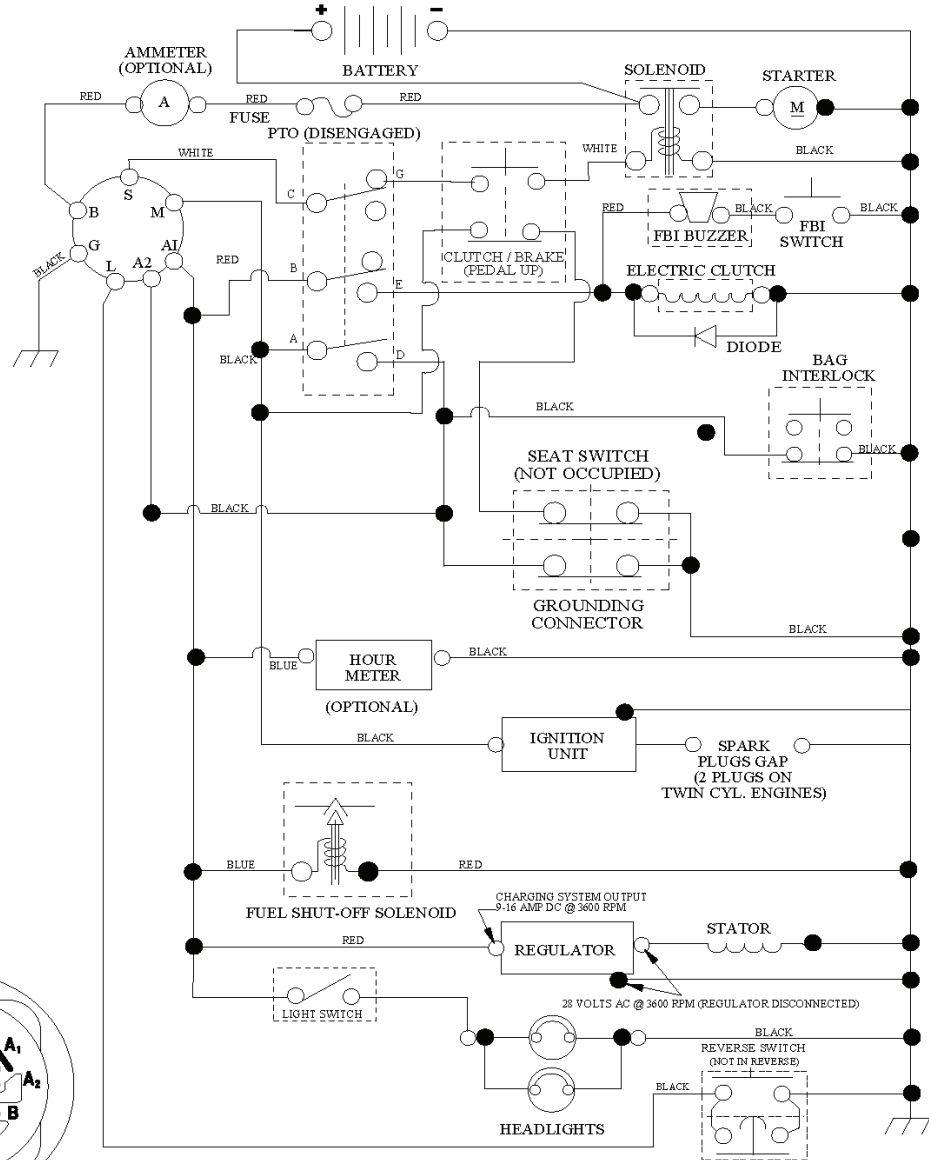 +
-
BATTERY
AMMETER
(OPTIONAL)
SOLENOID
STARTER
RED
A
RED
RED
FUSE
PTO (DISENGAGED)
M
WHITE
WHITE
BLACK
S
B
M
G
A1
A2
L
C
G
RED
BLACK
BLACK
FBI BUZZER
FBI
SWITCH
CLUTCH / BRAKE
(PEDAL UP)
BLACK
RED
B
E
ELECTRIC CLUTCH
DIODE
BLACK
A
D
BAG
INTERLOCK
BLACK
BLACK
SEAT SWITCH
(NOT OCCUPIED)
BLACK
GROUNDING
CONNECTOR
BLACK
BLUE
HOUR
METER
BLACK
(OPTIONAL)
BLACK
IGNITION
UNIT
SPARK
PLUGS GAP
(2 PLUGS ON
TWIN CYL. ENGINES)
BLUE
RED
FUEL SHUT-OFF SOLENOID
CHARGING SYSTEM OUTPUT
9-16 AMP DC @ 3600 RPM
RED
REGULATOR
STATOR
28 VOLTS AC @ 3600 RPM (REGULATOR DISCONNECTED)
LIGHT SWITCH
BLACK
REVERSE SWITCH
(NOT IN REVERSE)
BLACK
HEADLIGHTS
A1
A2
B